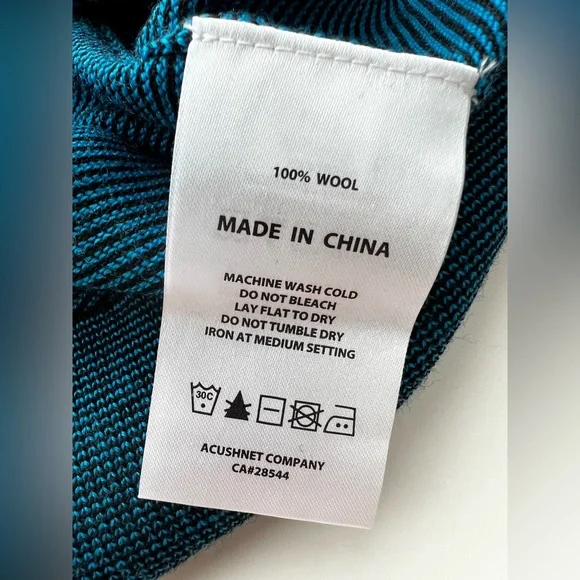 100% WOOL
MADE IN CHINA
MACHINE WASH COLD
DO NOT BLEACH
LAY FLAT TO DRY
DO NOT TUMBLE DRY
IRON AT MEDIUM SETTING
30C
ACUSHNET COMPANY
CA#28544